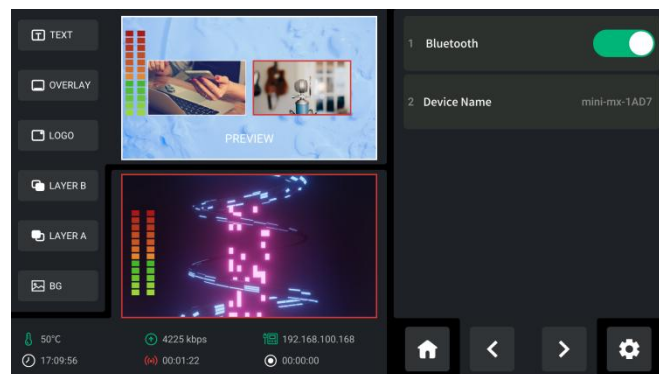 TEXT
OVERLAY
LOGO
LAYER B
LAYER A
BG
PREVIEW
50°C
4225 kbps
192.168.100.168
17:09:56
00:01:22
00:00:00
1 Bluetooth
2 Device Name mini-mx-1AD7